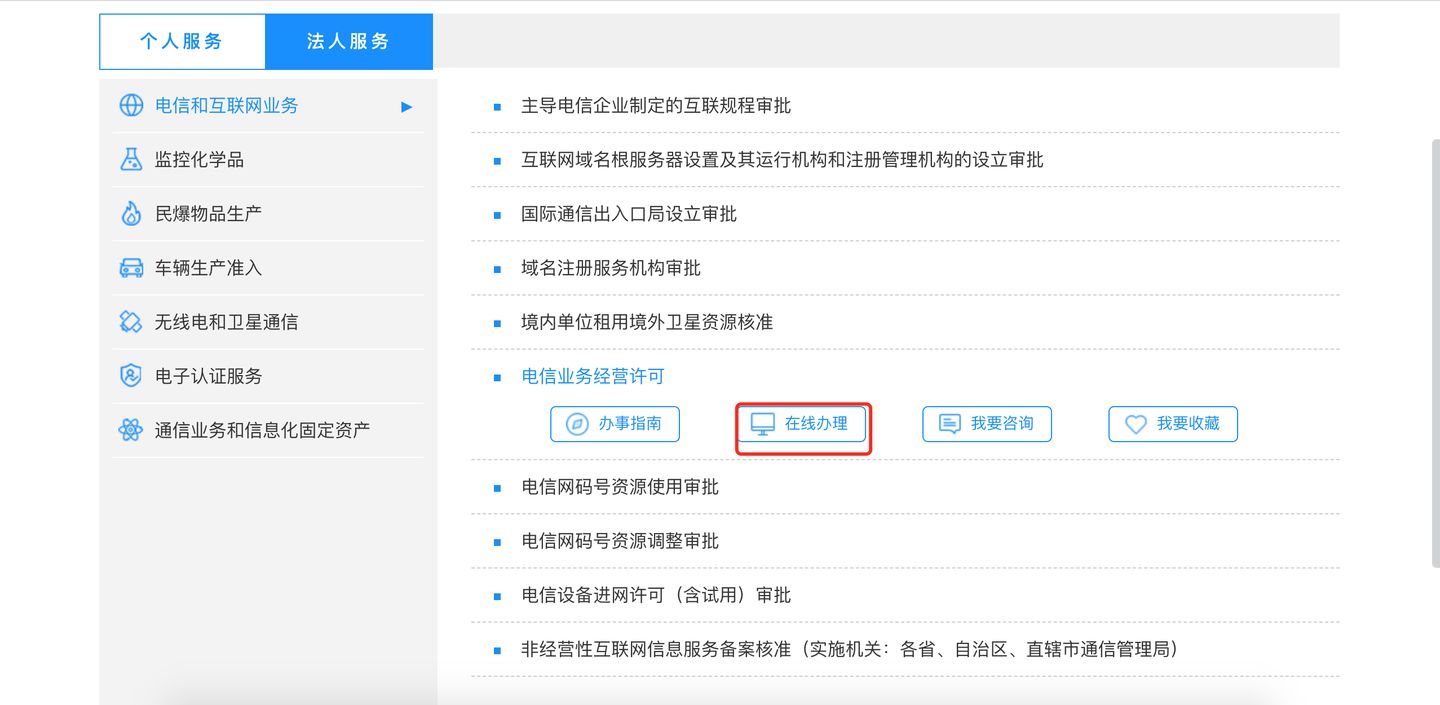 个人服务
法人服务
电信和互联网业务
监控化学品
民爆物品生产
车辆生产准入
无线电和卫星通信
电子认证服务
通信业务和信息化固定资产
主导电信企业制定的互联规程审批
互联网域名根服务器设置及其运行机构和注册管理机构的设立审批
国际通信出入口局设立审批
域名注册服务机构审批
境内单位租用境外卫星资源核准
电信业务经营许可
办事指南
在线办理
我要咨询
我要收藏
电信网码号资源使用审批
电信网码号资源调整审批
电信设备进网许可（含试用）审批
非经营性互联网信息服务备案核准（实施机关：各省、自治区、直辖市通信管理局）